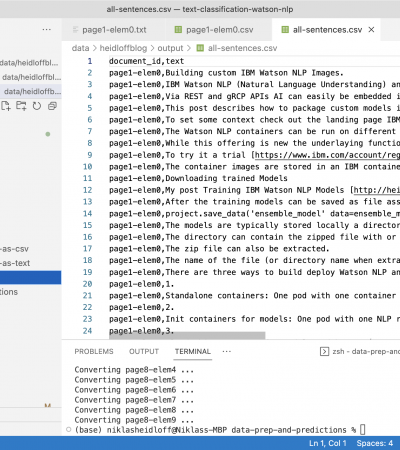 all-sentences.csv — text-classification-watson-nlp
page1-elem0.txt
page1-elem0.csv
all-sentences.csv
data/heidloffblo
data/heidloffblog
data/heidloffbl
data > heidloffblog > output > all-sentences.csv
1 document_id,text
2 page1-elem0,Building custom IBM Watson NLP Images.
3 page1-elem0,IBM Watson NLP (Natural Language Understanding) an
4 page1-elem0,Via REST and gRCP APIs AI can easily be embedded i
5 page1-elem0,This post describes how to package custom models i
6 page1-elem0,To set some context check out the landing page IBM
7 page1-elem0,The Watson NLP containers can be run on different
8 page1-elem0,While this offering is new the underlaying function
9 page1-elem0,To try it a trial [https://www.ibm.com/account/reg
10 page1-elem0,The container images are stored in an IBM containe
11 page1-elem0,Downloading trained Models
12 page1-elem0,My post Training IBM Watson NLP Models [http://hei
13 page1-elem0,After the training models can be saved as file ass
14 page1-elem0,project.save_data('ensemble_model' data=ensemble_m
15 page1-elem0,The models are typically stored locally a director
16 page1-elem0,The directory can contain the zipped file with or
17 page1-elem0,The zip file can also be extracted.
18 page1-elem0,The name of the file (or directory name when extra
19 page1-elem0,There are three ways to build deploy Watson NLP an
20 page1-elem0,1.
21 page1-elem0,Standalone containers: One pod with one container
22 page1-elem0,2.
23 page1-elem0,Init containers for models: One pod with one NLP r
24 page1-elem0,3.
-as-csv
-as-text
tions
M
PROBLEMS OUTPUT TERMINAL ··· zsh - data-prep-an
Converting page8-elem4 ...
Converting page8-elem5 ...
Converting page8-elem6 ...
Converting page8-elem7 ...
Converting page8-elem8 ...
Converting page8-elem9 ...
(base) niklasheidloff@Niklass-MBP data-prep-and-predictions %
Ln 1, Col 1 Spaces: 4